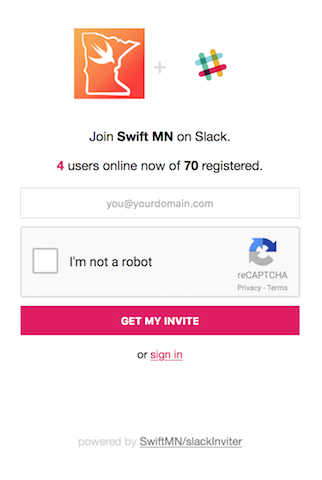 +
Join Swift MN on Slack.
4 users online now of 70 registered.
you@yourdomain.com
I'm not a robot
reCAPTCHA
Privacy - Terms
GET MY INVITE
or sign in
powered by SwiftMN/slackInviter